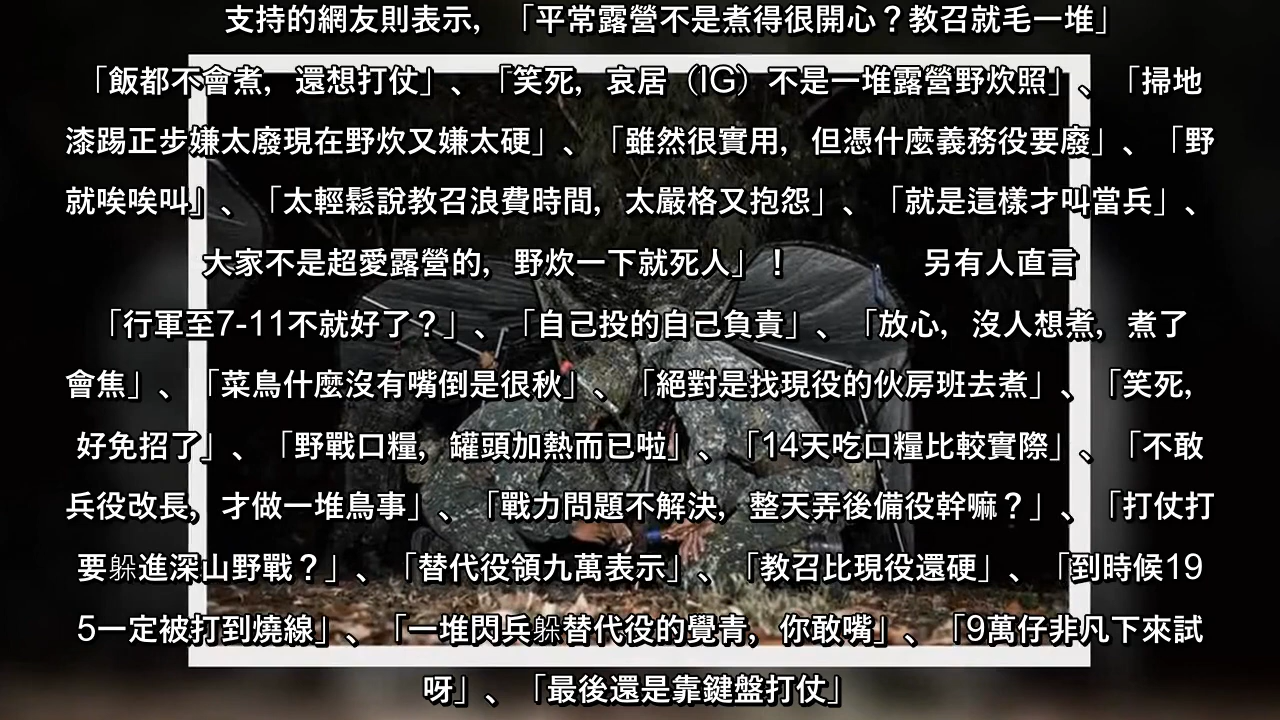 支持的網友則表示，「平常露營不是煮得很開心？教召就毛一堆」
「飯都不會煮，還想打仗」、「笑死，哀居（IG）不是一堆露營野炊照」、「掃地
漆踢正步嫌太廢現在野炊又嫌太硬」、「雖然很實用，但憑什麼義務役要廢」、「野
就唉唉叫」、「太輕鬆說教召浪費時間，太嚴格又抱怨」、「就是這樣才叫當兵」、
大家不是超愛露營的，野炊一下就死人」！ 另有人直言
「行軍至7-11不就好了？」、「自己投的自己負責」、「放心，沒人想煮，煮了
會焦」、「菜鳥什麼沒有嘴倒是很秋」、「絕對是找現役的伙房班去煮」、「笑死，
好免招了」、「野戰口糧，罐頭加熱而已啦」、「14天吃口糧比較實際」、「不敢
兵役改長，才做一堆鳥事」、「戰力問題不解決，整天弄後備役幹嘛？」、「打仗打
要躲進深山野戰？」、「替代役領九萬表示」、「教召比現役還硬」、「到時候19
5一定被打到燒線」、「一堆閃兵躲替代役的覺青，你敢嘴」、「9萬仔非凡下來試
呀」、「最後還是靠鍵盤打仗」